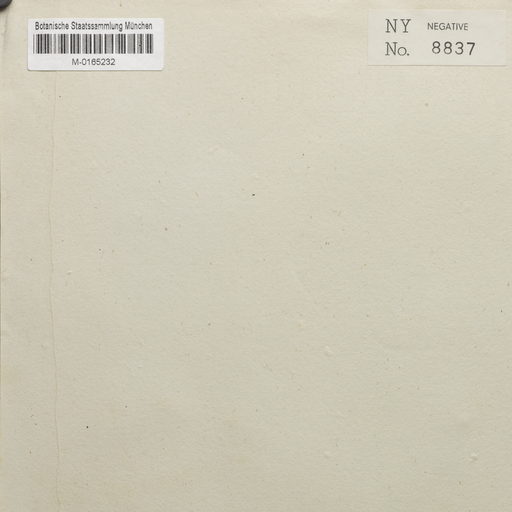 Botanische Staatssammlung München
M-0165232
NY NEGATIVE
No. 8837